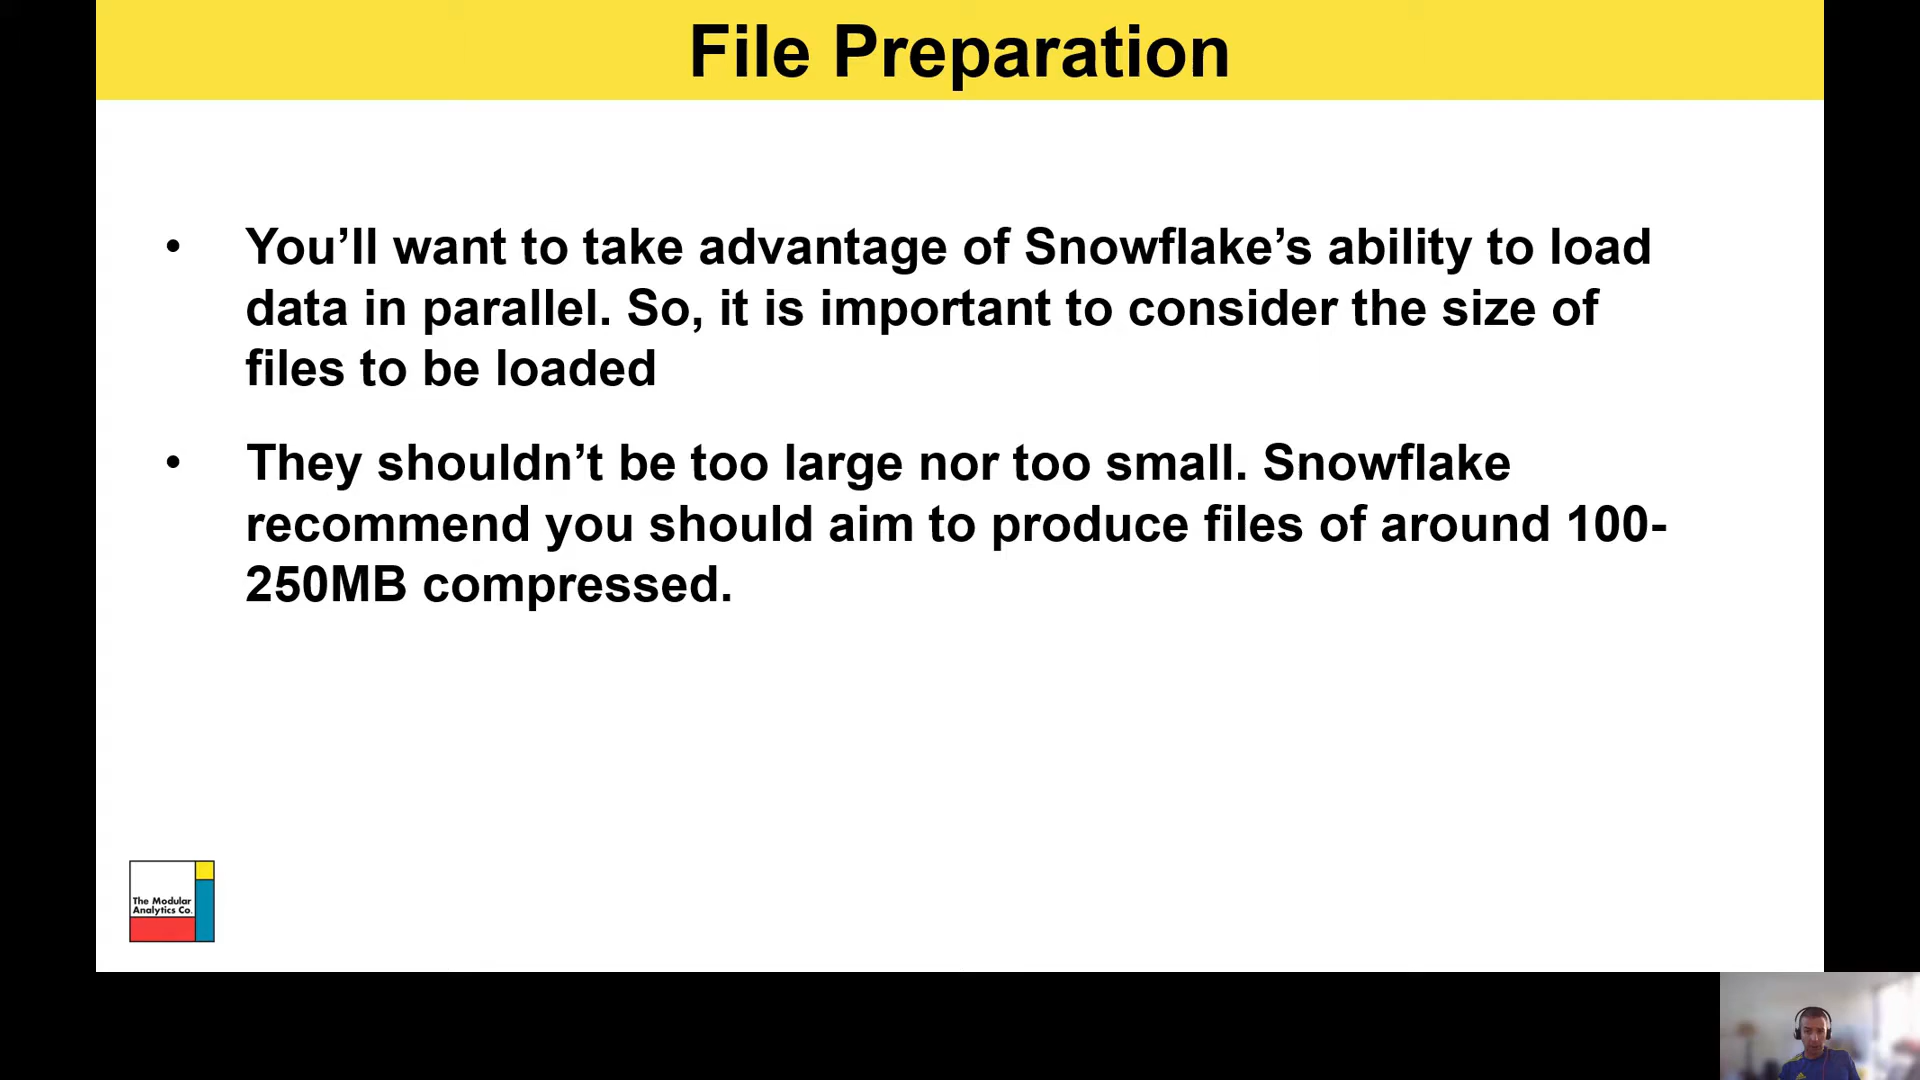 File Preparation
• You’ll want to take advantage of Snowflake’s ability to load
data in parallel. So, it is important to consider the size of
files to be loaded
• They shouldn’t be too large nor too small. Snowflake
recommend you should aim to produce files of around 100-
250MB compressed.
The Modular
Analytics Co.